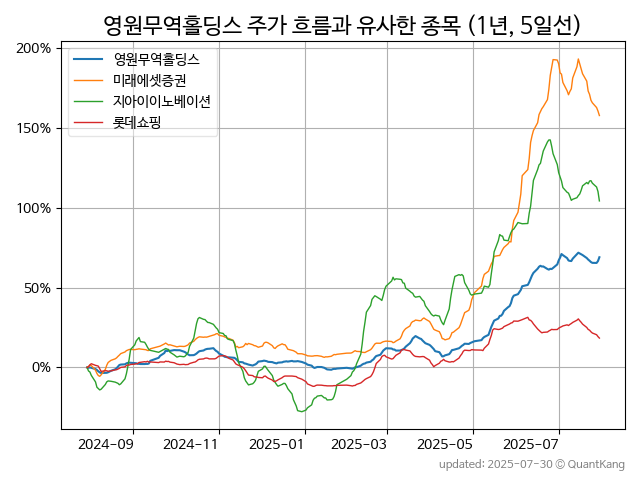 영원무역홀딩스 주가 흐름과 유사한 종목 (1년, 5일선)
영원무역홀딩스
미래에셋증권
지아이이노베이션
롯데쇼핑
200%
150%
100%
50%
0%
2024-09 2024-11 2025-01 2025-03 2025-05 2025-07
updated: 2025-07-30 © QuantKang